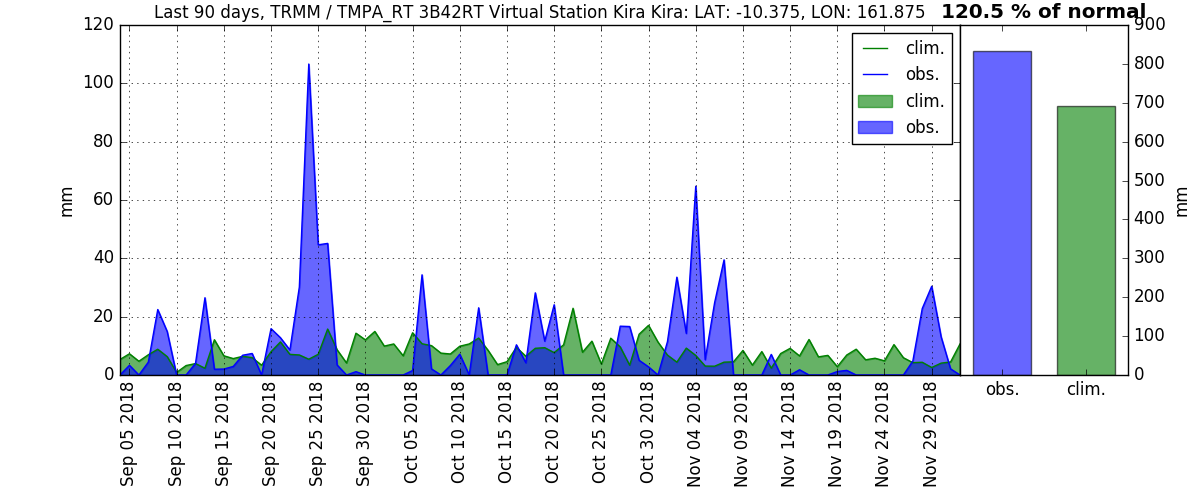 Last 90 days, TRMM / TMPA_RT 3B42RT Virtual Station Kira Kira: LAT: -10.375, LON: 161.875 120.5 % of normal
120
100
80
60
40
20
0
mm
clim.
obs.
clim.
obs.
900
800
700
600
500
400
300
200
100
0
mm
obs. clim.
Sep 05 2018
Sep 10 2018
Sep 15 2018
Sep 20 2018
Sep 25 2018
Sep 30 2018
Oct 05 2018
Oct 10 2018
Oct 15 2018
Oct 20 2018
Oct 25 2018
Oct 30 2018
Nov 04 2018
Nov 09 2018
Nov 14 2018
Nov 19 2018
Nov 24 2018
Nov 29 2018